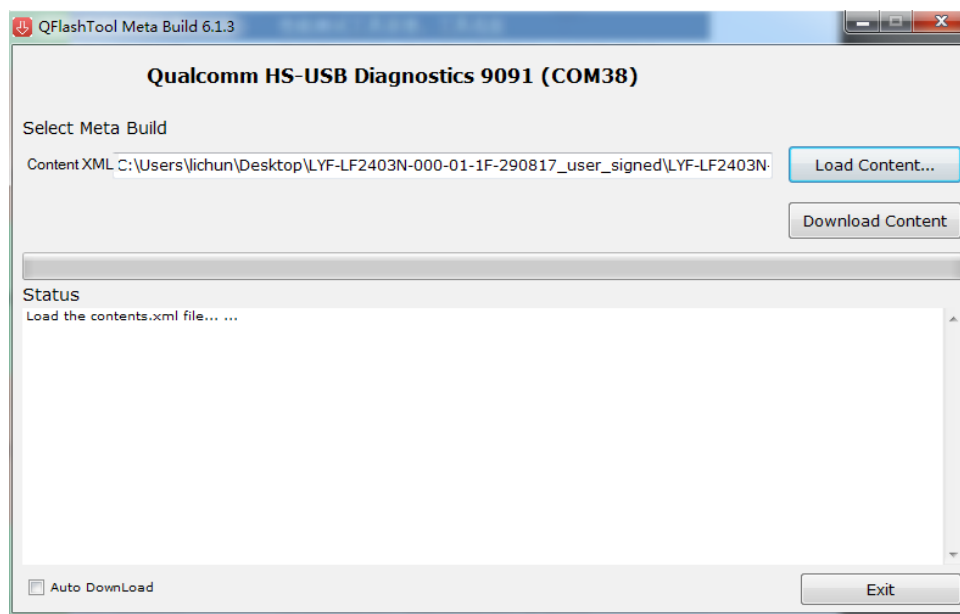 QFlashTool Meta Build 6.1.3
Qualcomm HS-USB Diagnostics 9091 (COM38)
Select Meta Build
Content XML C:\Users\lichun\Desktop\LYF-LF2403N-000-01-1F-290817_user_signed\LYF-LF2403N- Load Content...
Download Content
Status
Load the contents.xml file... ...
Auto DownLoad
Exit